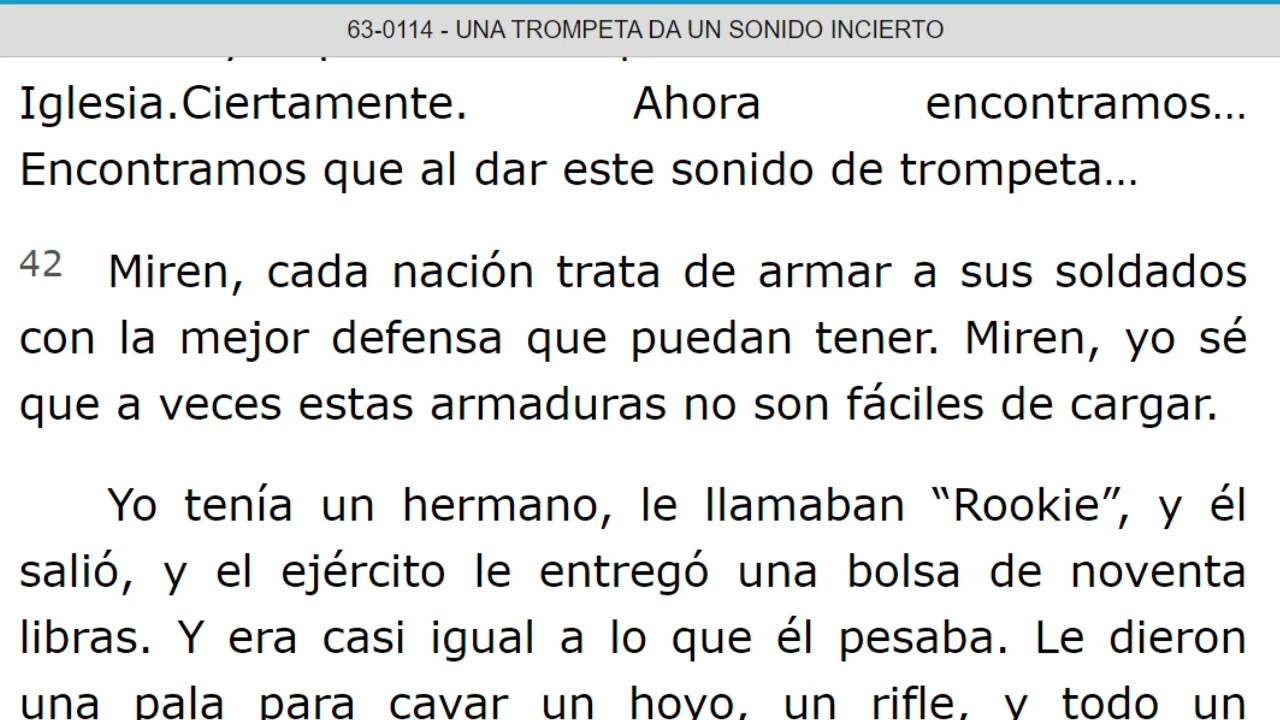 63-0114 - UNA TROMPETA DA UN SONIDO INCIERTO
Iglesia.Ciertamente. Ahora encontramos…
Encontramos que al dar este sonido de trompeta…
42 Miren, cada nación trata de armar a sus soldados
con la mejor defensa que puedan tener. Miren, yo sé
que a veces estas armaduras no son fáciles de cargar.
Yo tenía un hermano, le llamaban “Rookie”, y él
salió, y el ejército le entregó una bolsa de noventa
libras. Y era casi igual a lo que él pesaba. Le dieron
una pala para cavar un hoyo, un rifle, y todo un